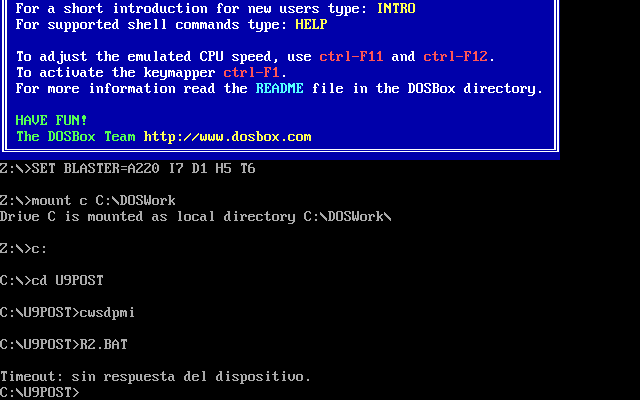 For a short introduction for new users type: INTRO
For supported shell commands type: HELP
To adjust the emulated CPU speed, use ctrl-F11 and ctrl-F12.
To activate the keymapper ctrl-F1.
For more information read the README file in the DOSBox directory.
HAVE FUN!
The DOSBox Team http://www.dosbox.com
Z:\>SET BLASTER=A220 I7 D1 H5 T6
Z:\>mount c C:\DOSWork
Drive C is mounted as local directory C:\DOSWork\
Z:\>c:
C:\>cd U9POST
C:\U9POST>cwsdpmi
C:\U9POST>R2.BAT
Timeout: sin respuesta del dispositivo.
C:\U9POST>